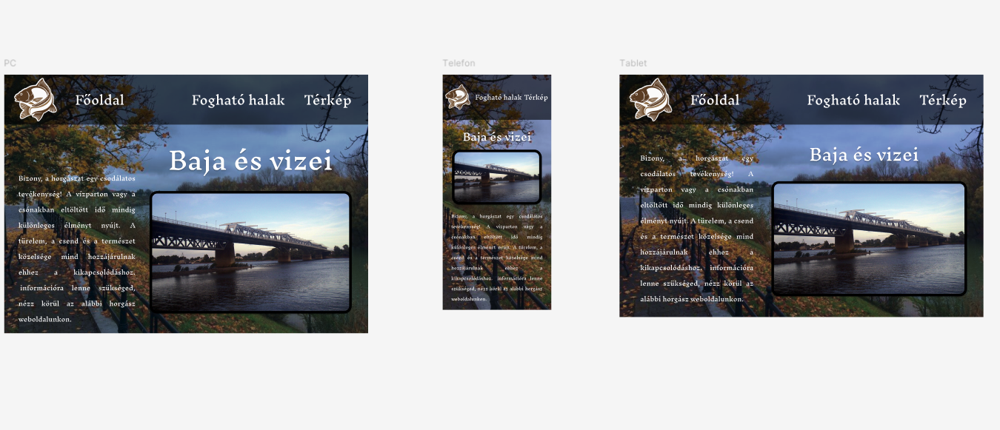 PC
Főoldal
Fogható halak
Térkép
Baja és vizei
Bizony, a horgászat egy csodálatos
tevékenység! A vízparton vagy a
csónakban eltöltött idő mindig
különleges élményt nyújt. A
türelem, a csend és a természet
közelsége mind hozzájárulnak
ehhez a kikapcsolódáshoz.
információra lenne szükséged,
nézz körül az alábbi horgász
weboldalunkon.
Telefon
Fogható halak Térkép
Baja és vizei
Bizony, a horgászat egy csodálatos
tevékenység! A vízparton vagy a
csónakban eltöltött idő mindig
különleges élményt nyújt. A türelem, a
csend és a természet közelsége mind
hozzájárulnak ehhez a
kikapcsolódáshoz. információra lenne
szükséged, nézz körül az alábbi horgász
weboldalunkon.
Tablet
Főoldal
Fogható halak
Térkép
Baja és vizei
Bizony, a horgászat egy
csodálatos tevékenység! A
vízparton vagy a csónakban
eltöltött idő mindig különleges
élményt nyújt. A türelem, a csend
és a természet közelsége mind
hozzájárulnak ehhez a
kikapcsolódáshoz. információra
lenne szükséged, nézz körül az
alábbi horgász weboldalunkon.